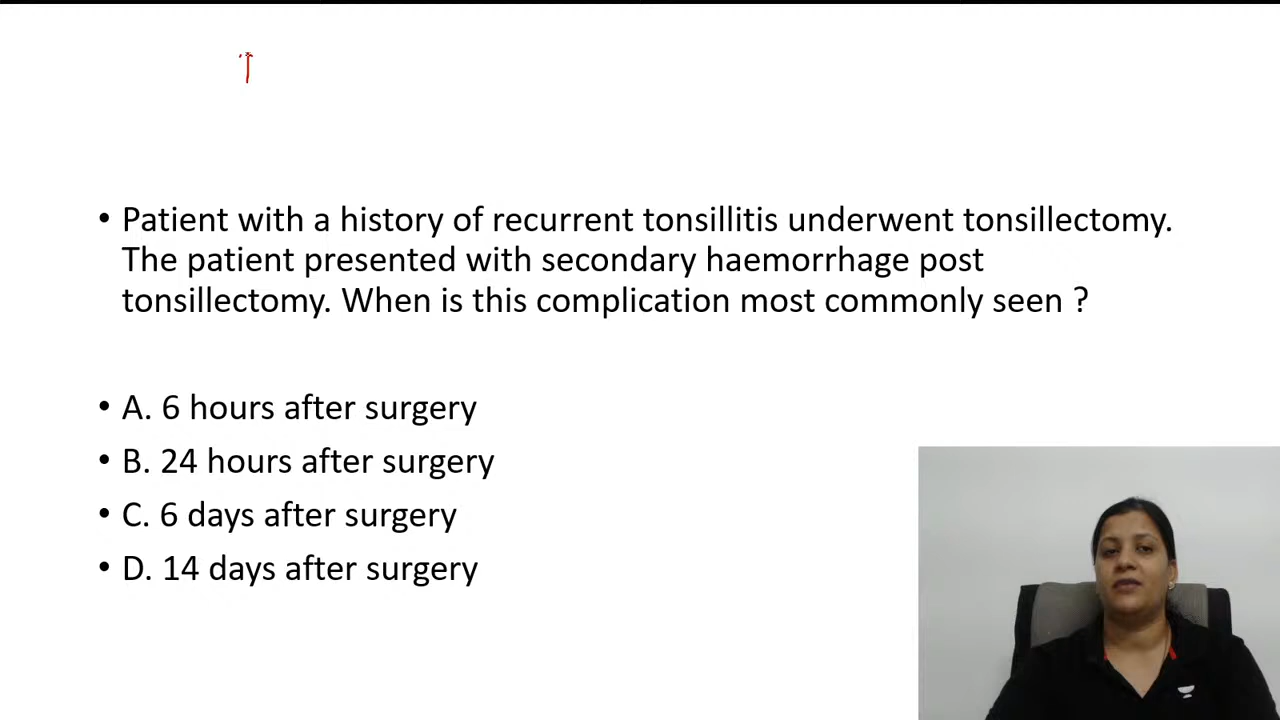 • Patient with a history of recurrent tonsillitis underwent tonsillectomy.
The patient presented with secondary haemorrhage post
tonsillectomy. When is this complication most commonly seen ?
• A. 6 hours after surgery
• B. 24 hours after surgery
• C. 6 days after surgery
• D. 14 days after surgery